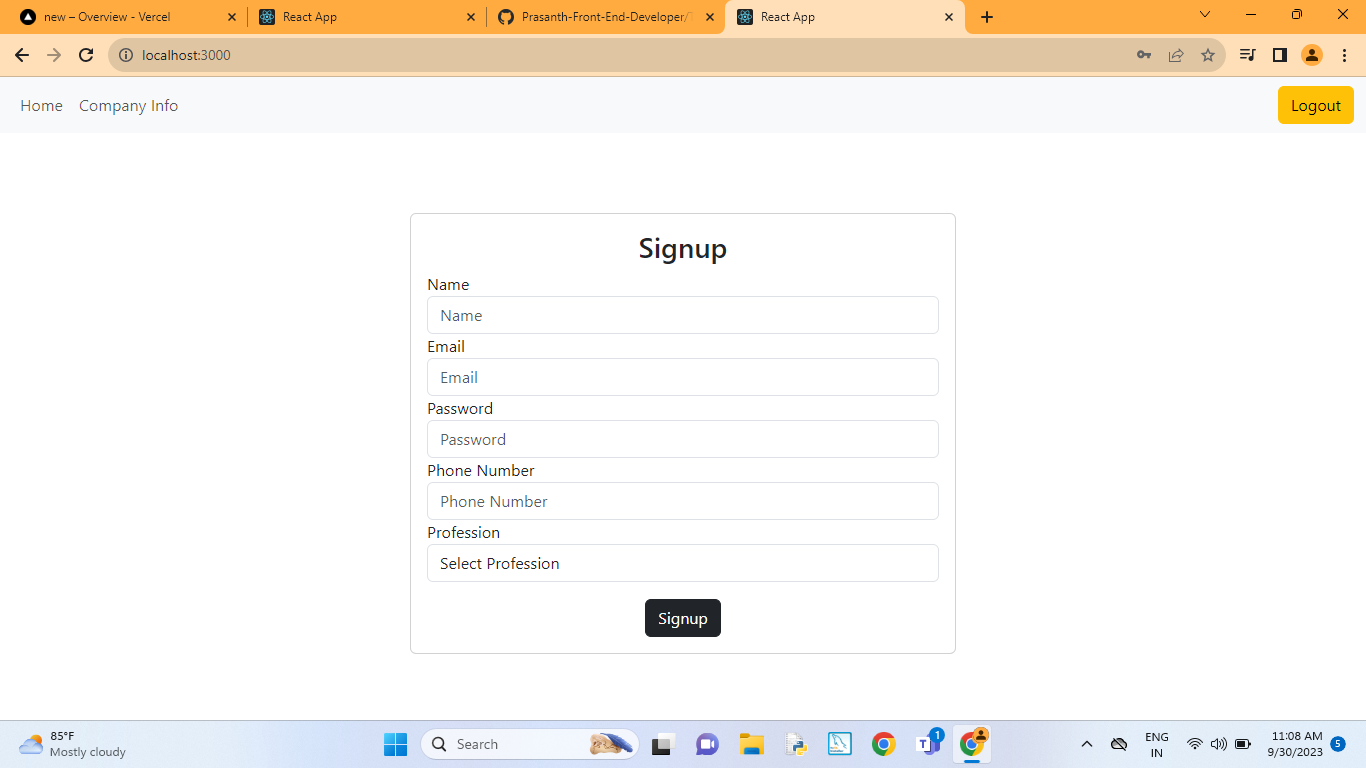 new – Overview - Vercel
React App
Prasanth-Front-End-Developer/
React App
localhost:3000
Home Company Info
Logout
Signup
Name
Name
Email
Email
Password
Password
Phone Number
Phone Number
Profession
Select Profession
Signup
85°F
Mostly cloudy
Search
1
ENG
IN
11:08 AM
9/30/2023
5